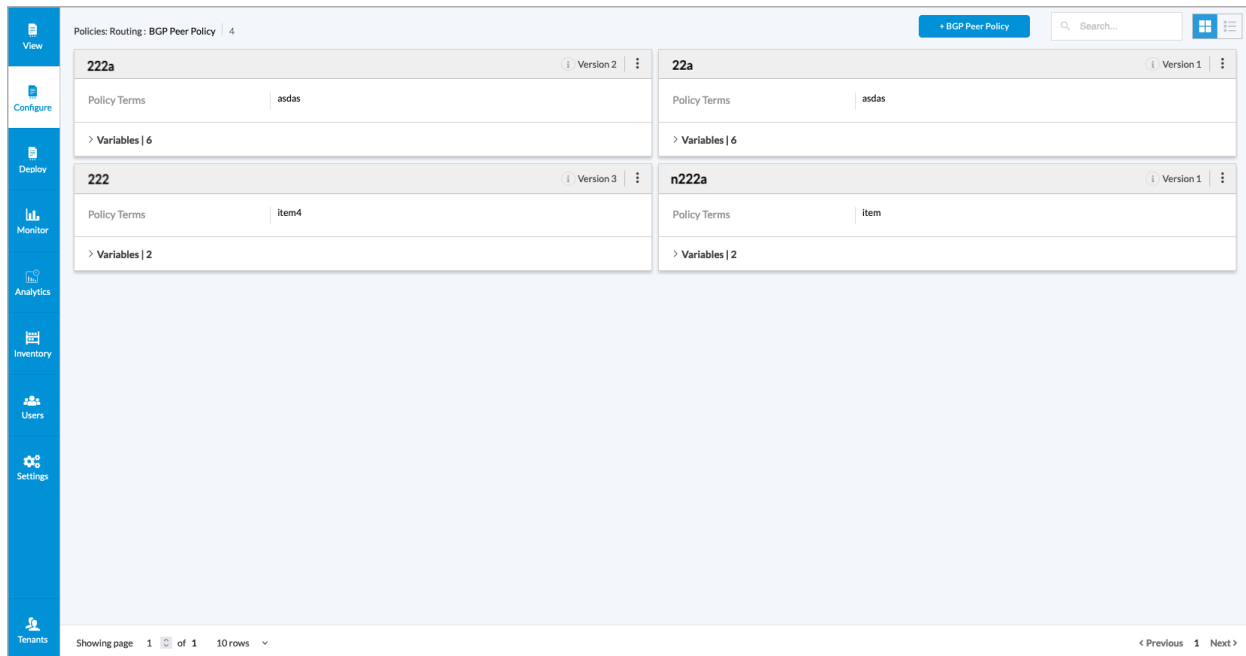 View
Configure
Deploy
Monitor
Analytics
Inventory
Users
Settings
Tenants
Policies: Routing : BGP Peer Policy 4
+ BGP Peer Policy
Search...
222a
i Version 2
Policy Terms asdas
> Variables | 6
22a
i Version 1
Policy Terms asdas
> Variables | 6
222
i Version 3
Policy Terms item4
> Variables | 2
n222a
i Version 1
Policy Terms item
> Variables | 2
Showing page 1 of 1 10 rows
< Previous 1 Next >